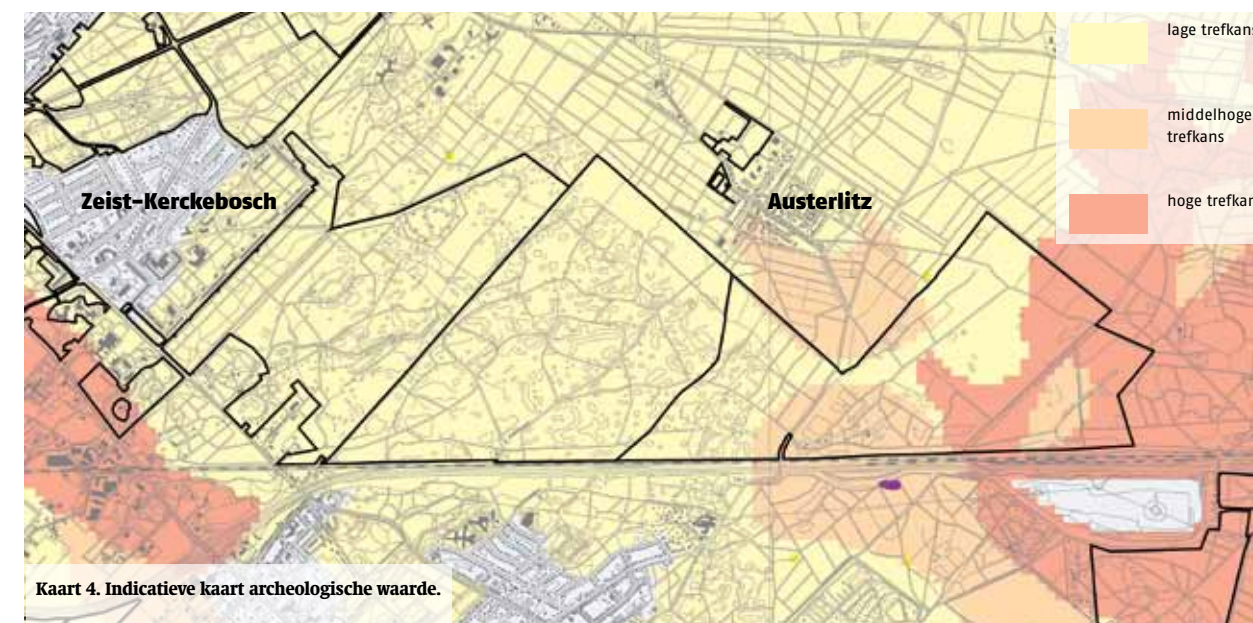 lage trefkans
middelhoge
trefkans
hoge trefkans
Zeist-Kerckebosch
Austerlitz
Kaart 4. Indicatieve kaart archeologische waarde.